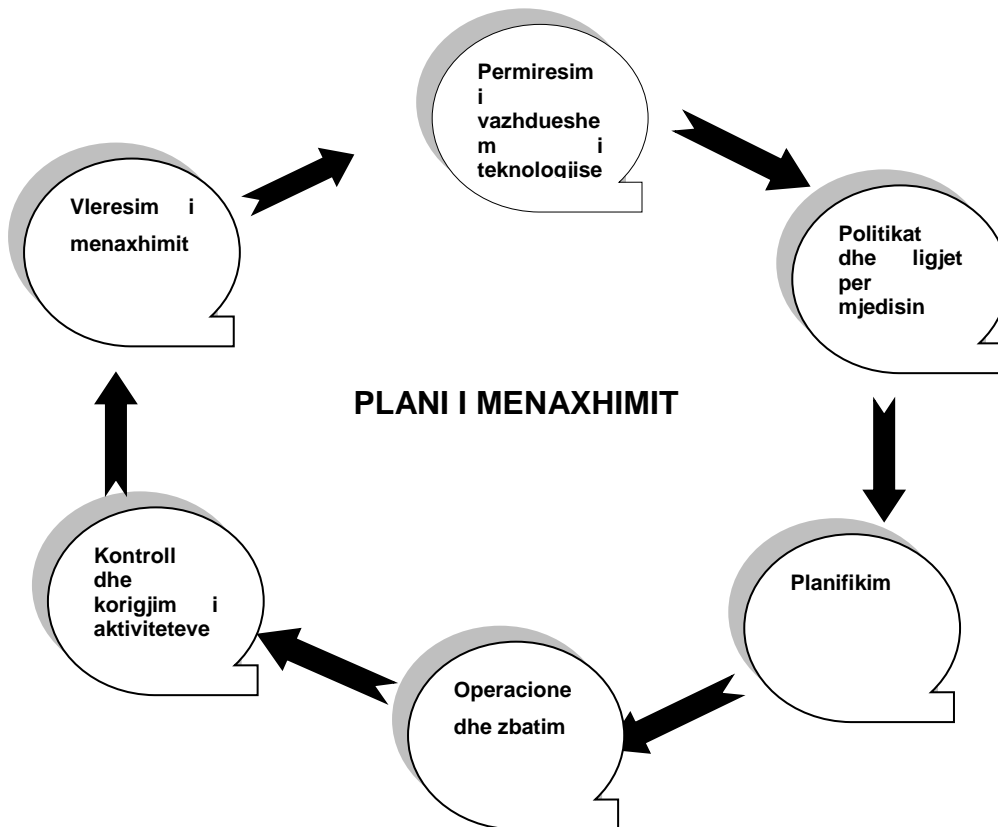 Permiresim
i
vazhdueshe
m i
teknologjise
Vleresim i
menaxhimit
Politikat
dhe ligjet
per
mjedisin
PLANI I MENAXHIMIT
Kontroll
dhe
korigjim i
aktiviteteve
Planifikim
Operacione
dhe zbatim